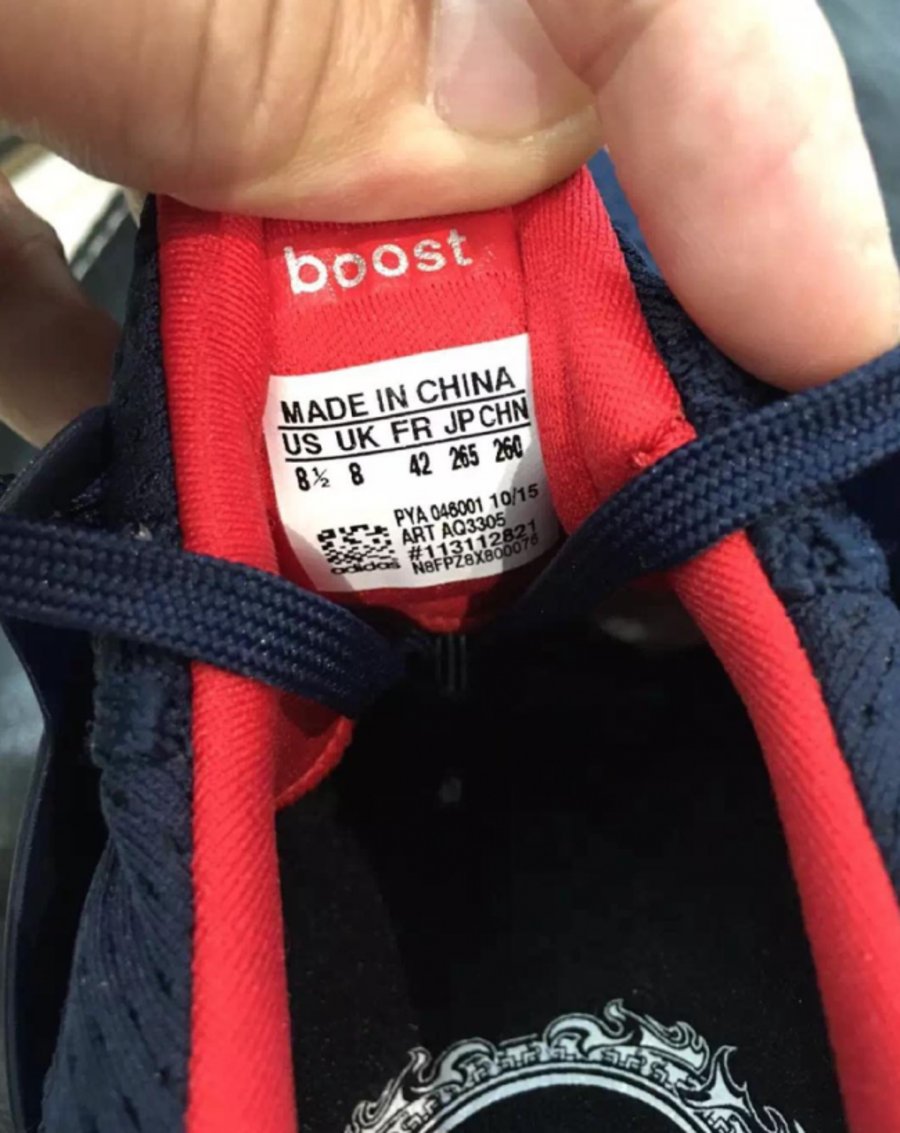 boost
MADE IN CHINA
US UK FR JP CHN
8½ 8 42 265 260
PYA 046001 10/15
ART AQ3305
#113112821
N8FPZ8X800076
adidas